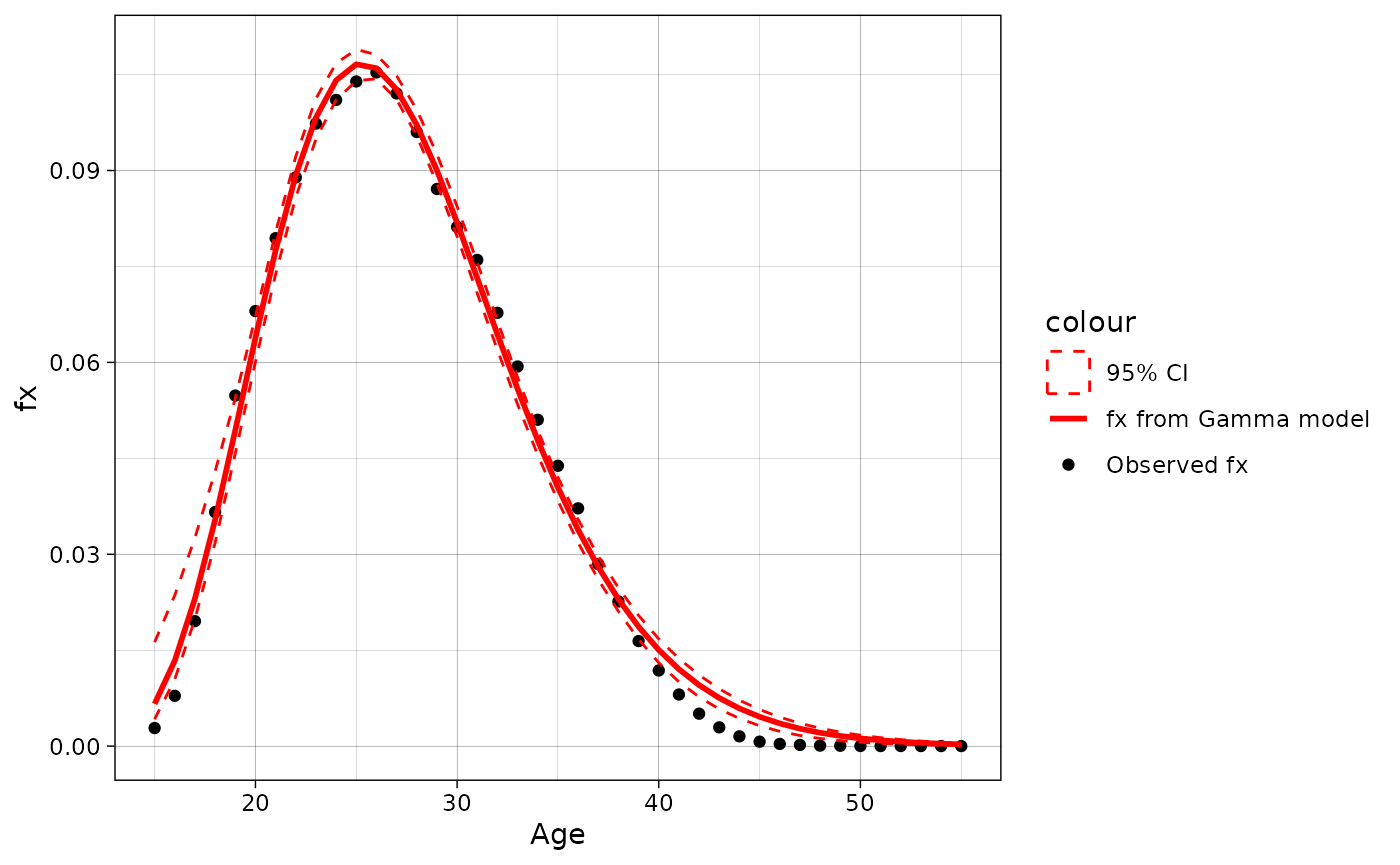 0.09
0.06
0.03
0.00
fx
20
30
40
50
Age
colour
95% CI
fx from Gamma model
Observed fx